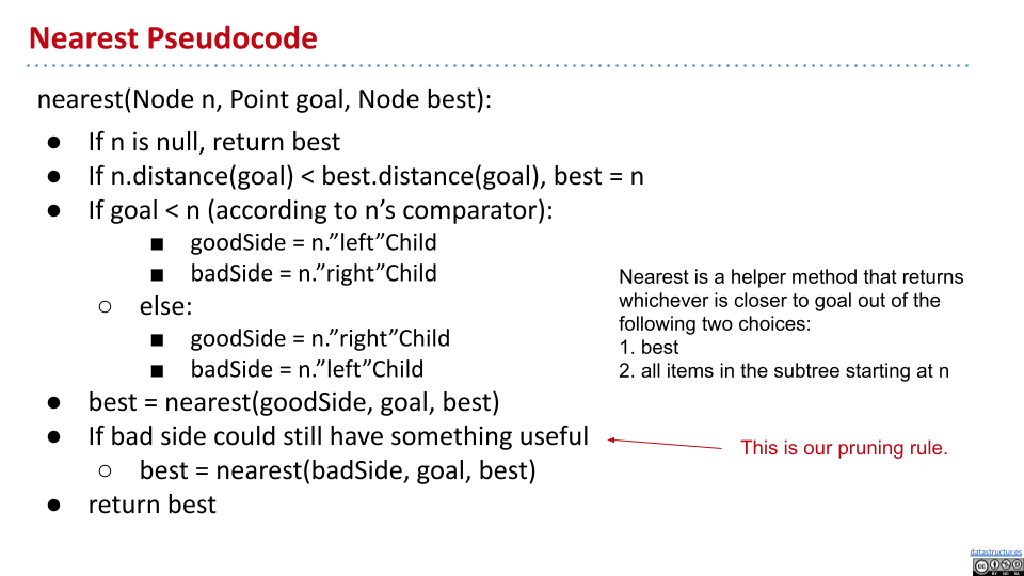 Nearest Pseudocode
nearest(Node n, Point goal, Node best):
● If n is null, return best
● If n.distance(goal) < best.distance(goal), best = n
● If goal < n (according to n’s comparator):
■ goodSide = n.”left”Child
■ badSide = n.”right”Child
○ else:
■ goodSide = n.”right”Child
■ badSide = n.”left”Child
● best = nearest(goodSide, goal, best)
● If bad side could still have something useful
○ best = nearest(badSide, goal, best)
● return best
Nearest is a helper method that returns
whichever is closer to goal out of the
following two choices:
1. best
2. all items in the subtree starting at n
This is our pruning rule.
datastructur.es
CC BY NC SA